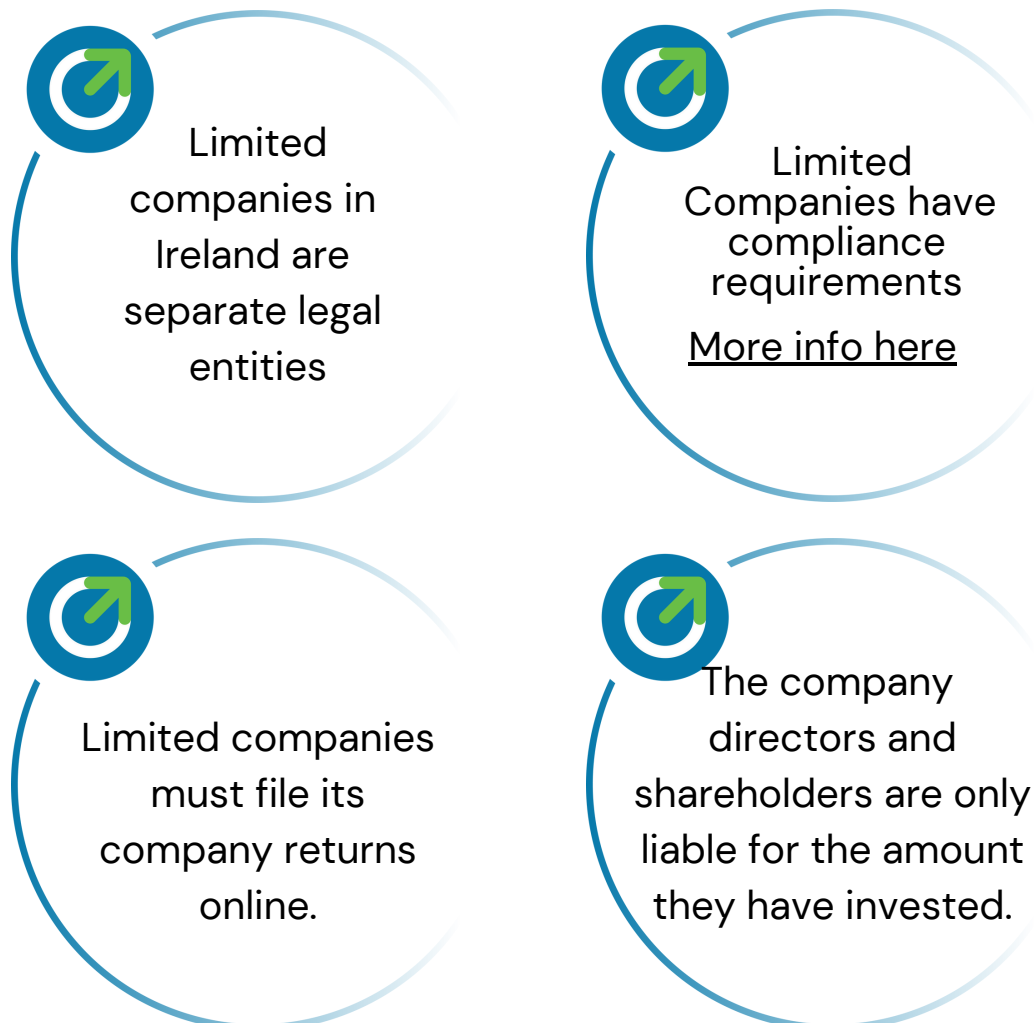 Limited
companies in
Ireland are
separate legal
entities
Limited
Companies have
compliance
requirements
More info here
Limited companies
must file its
company returns
online.
The company
directors and
shareholders are only
liable for the amount
they have invested.